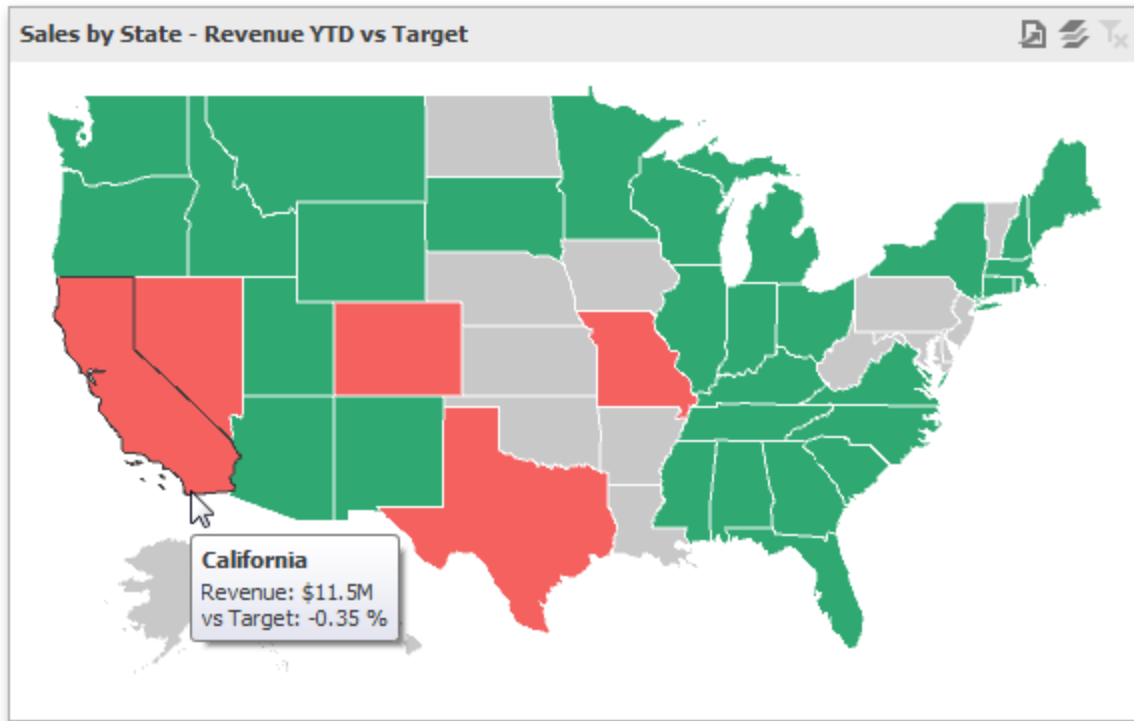 Sales by State - Revenue YTD vs Target
California
Revenue: $11.5M
vs Target: -0.35 %